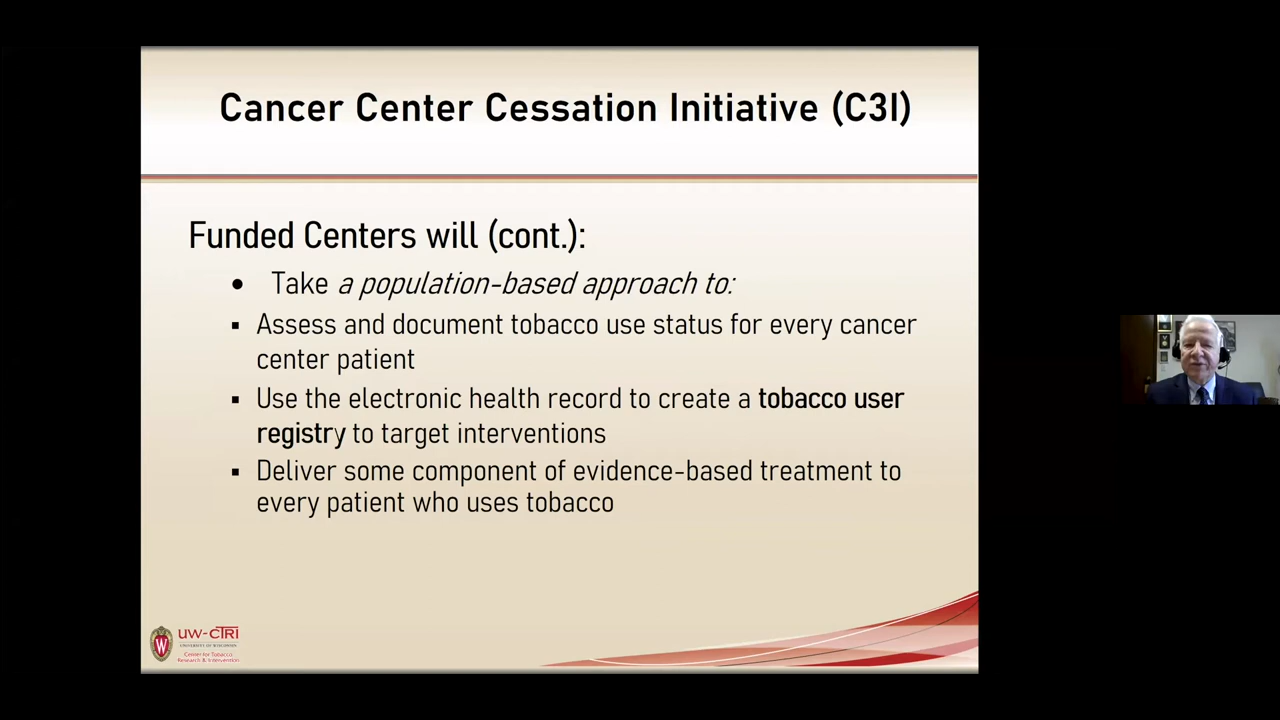 Cancer Center Cessation Initiative (C3I)
Funded Centers will (cont.):
• Take a population-based approach to:
▪ Assess and document tobacco use status for every cancer
center patient
▪ Use the electronic health record to create a tobacco user
registry to target interventions
▪ Deliver some component of evidence-based treatment to
every patient who uses tobacco
W
UW-CTRI
UNIVERSITY OF WISCONSIN
Center for Tobacco
Research & Intervention